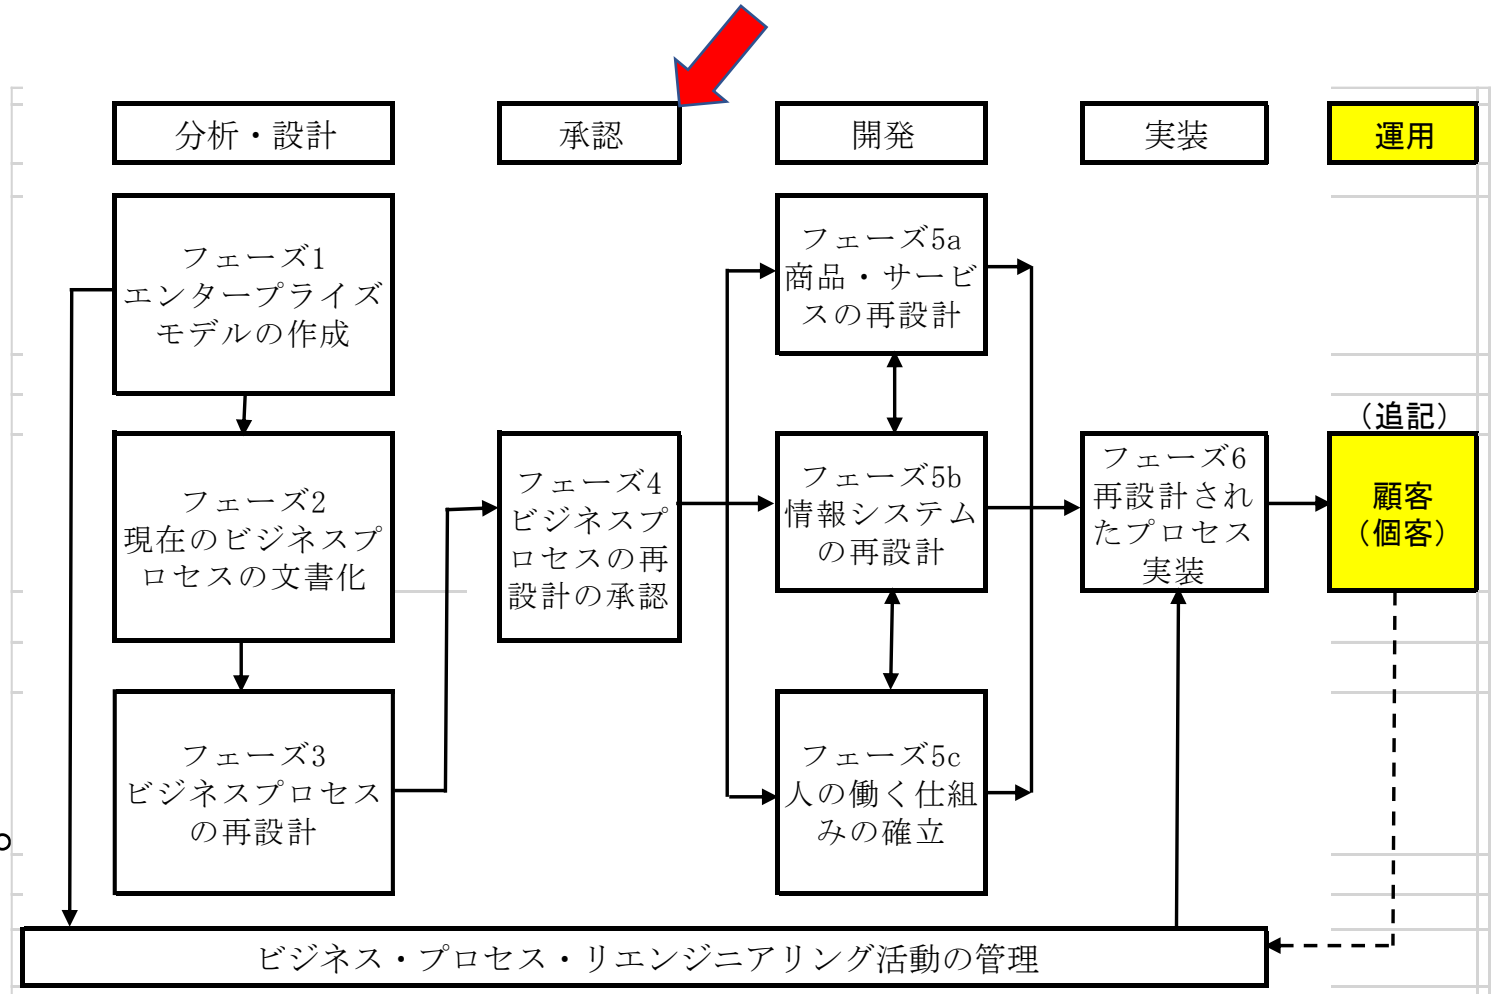 分析・設計
承認
開発
実装
運用
フェーズ1
エンタープライズ
モデルの作成
フェーズ2
現在のビジネスプ
ロセスの文書化
フェーズ3
ビジネスプロセス
の再設計
フェーズ4
ビジネスプ
ロセスの再
設計の承認
フェーズ5a
商品・サービ
スの再設計
フェーズ5b
情報システム
の再設計
フェーズ5c
人の働く仕組
みの確立
フェーズ6
再設計され
たプロセス
実装
（追記）
顧客
（個客）
ビジネス・プロセス・リエンジニアリング活動の管理